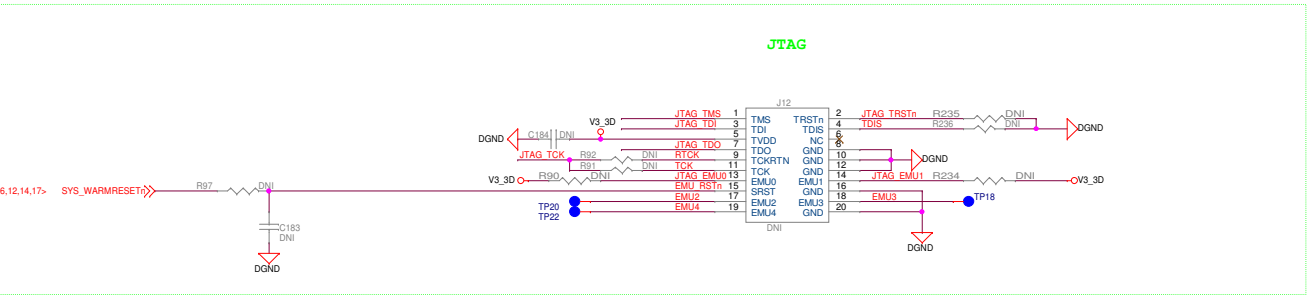 JTAG
J12
JTAG_TMS 1 TMS TRSTn 2 JTAG_TRSTn R235 DNI
V3_3D JTAG_TDI 3 TDI TDIS 4 TDIS R236 DNI DGND
DGND C184 DNI 5 TVDD NC 6
JTAG_TDO 7 TDO GND 8
JTAG_TCK R92 DNI RTCK 9 TCKRTN GND 10 DGND
R91 DNI TCK 11 TCK GND 12
V3_3D R90 DNI JTAG_EMU0 13 EMU0 EMU1 14 JTAG_EMU1 R234 DNI V3_3D
6,12,14,17> SYS_WARMRESETn R97 DNI EMU_RSTn 15 SRST GND 16
TP20 EMU2 17 EMU2 EMU3 18 EMU3 TP18
TP22 EMU4 19 EMU4 GND 20
C183 DNI
DNI
DGND
DGND